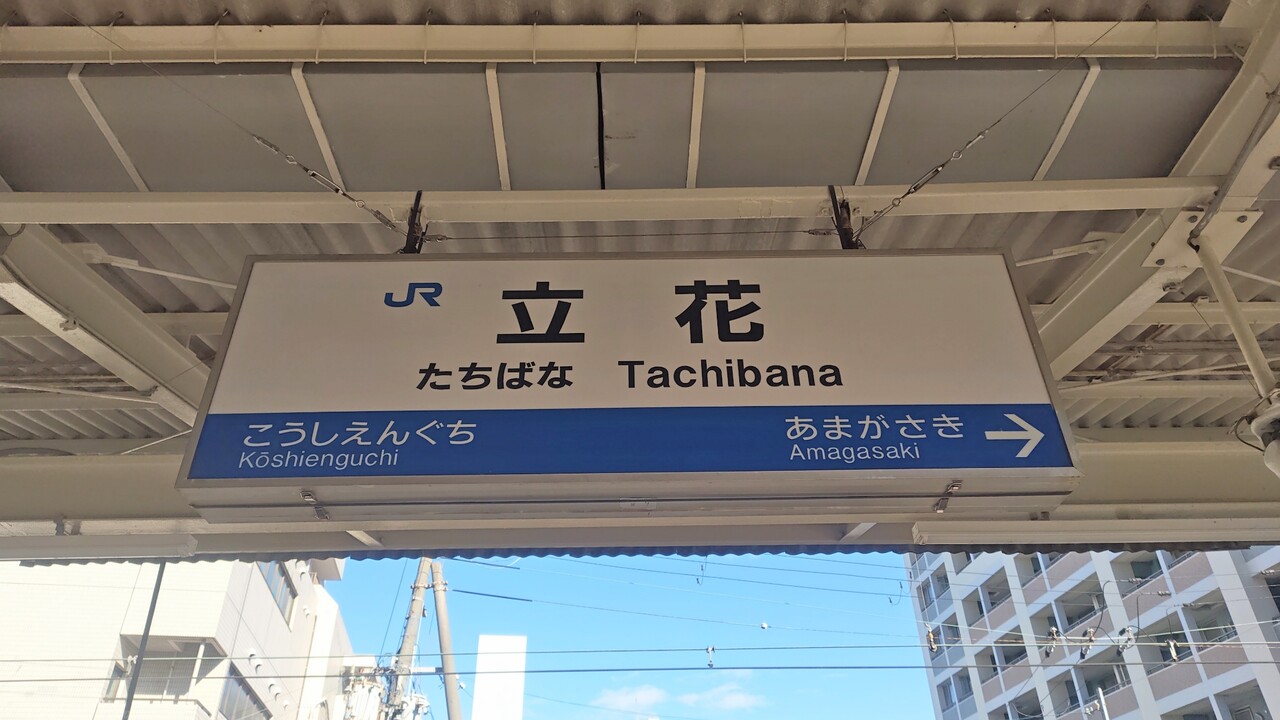 JR 立花
たちばな Tachibana
こうしえんぐち あまがさき →
Kōshienguchi Amagasaki